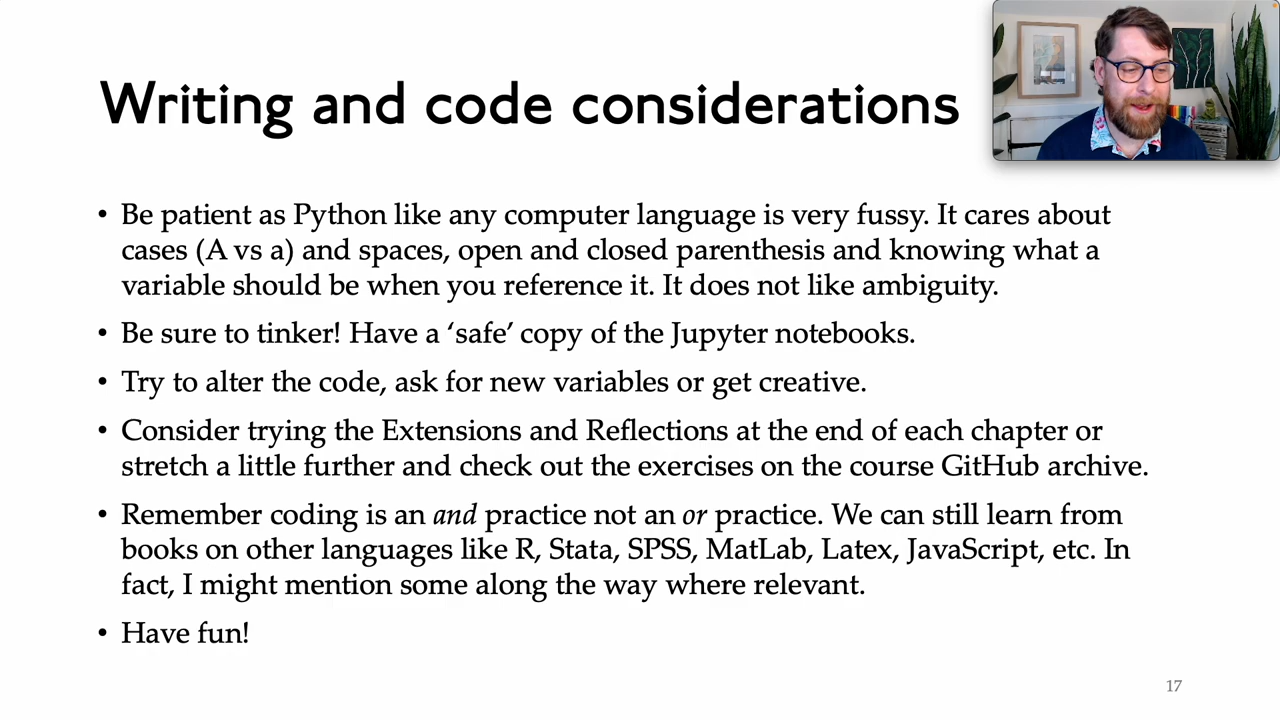 Writing and code considerations
• Be patient as Python like any computer language is very fussy. It cares about
cases (A vs a) and spaces, open and closed parenthesis and knowing what a
variable should be when you reference it. It does not like ambiguity.
• Be sure to tinker! Have a ‘safe’ copy of the Jupyter notebooks.
• Try to alter the code, ask for new variables or get creative.
• Consider trying the Extensions and Reflections at the end of each chapter or
stretch a little further and check out the exercises on the course GitHub archive.
• Remember coding is an and practice not an or practice. We can still learn from
books on other languages like R, Stata, SPSS, MatLab, Latex, JavaScript, etc. In
fact, I might mention some along the way where relevant.
• Have fun!
17